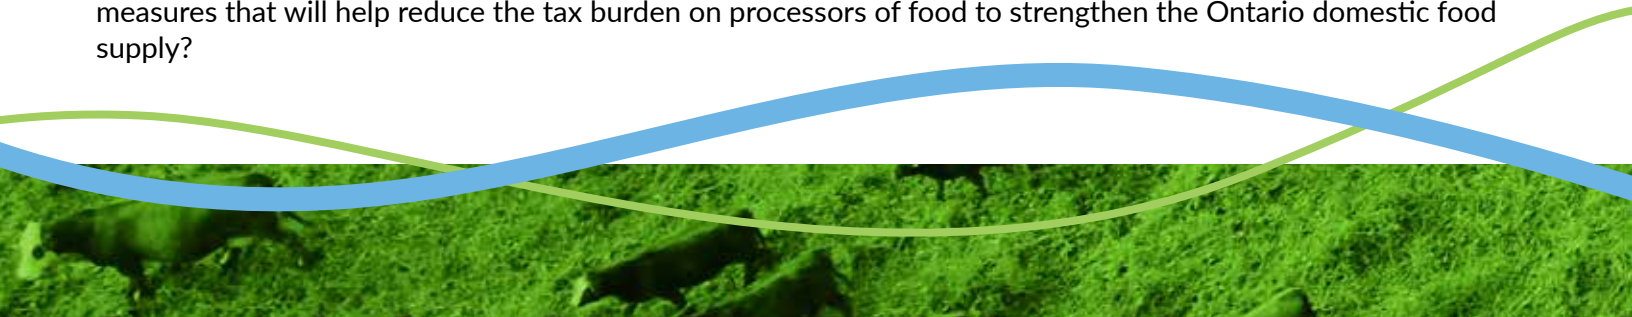 measures that will help reduce the tax burden on processors of food to strengthen the Ontario domestic food
supply?